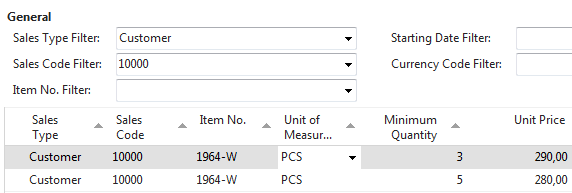 General
Sales Type Filter: Customer Starting Date Filter:
Sales Code Filter: 10000 Currency Code Filter:
Item No. Filter:
Sales Type Sales Code Item No. Unit of Measur... Minimum Quantity Unit Price
Customer 10000 1964-W PCS 3 290,00
Customer 10000 1964-W PCS 5 280,00